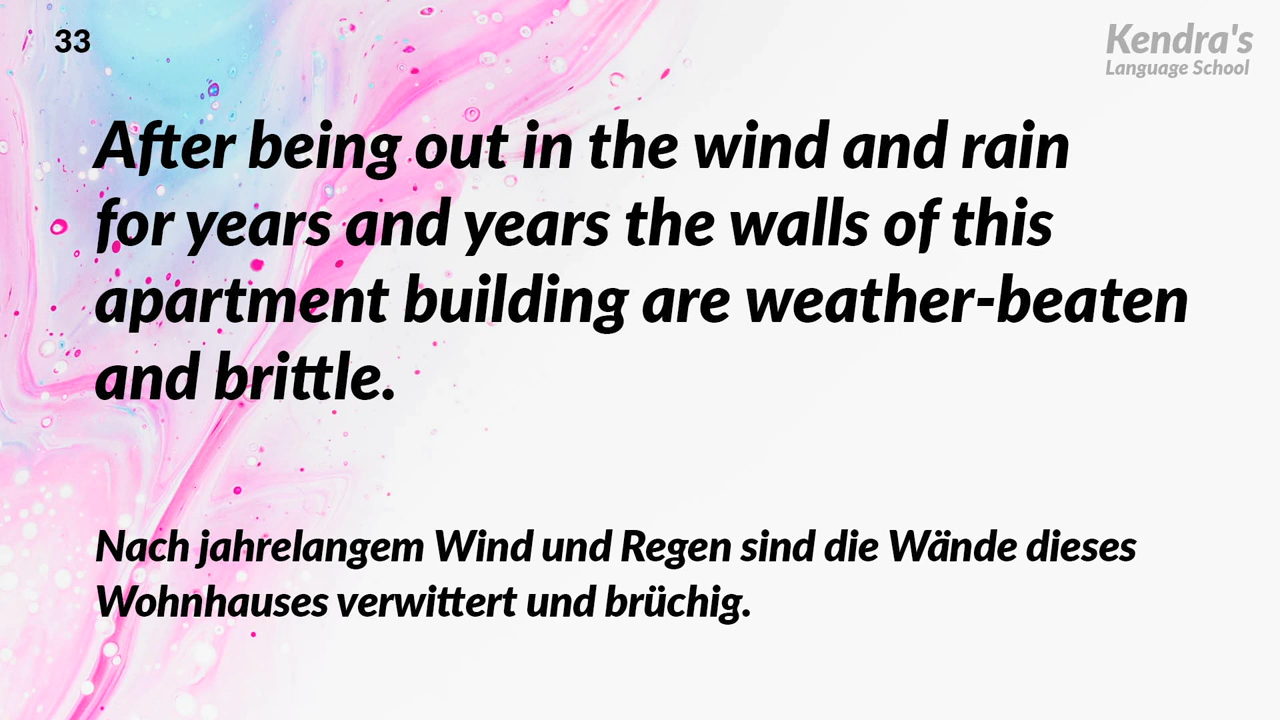 33
Kendra's
Language School
After being out in the wind and rain
for years and years the walls of this
apartment building are weather-beaten
and brittle.
Nach jahrelangem Wind und Regen sind die Wände dieses
Wohnhauses verwittert und brüchig.